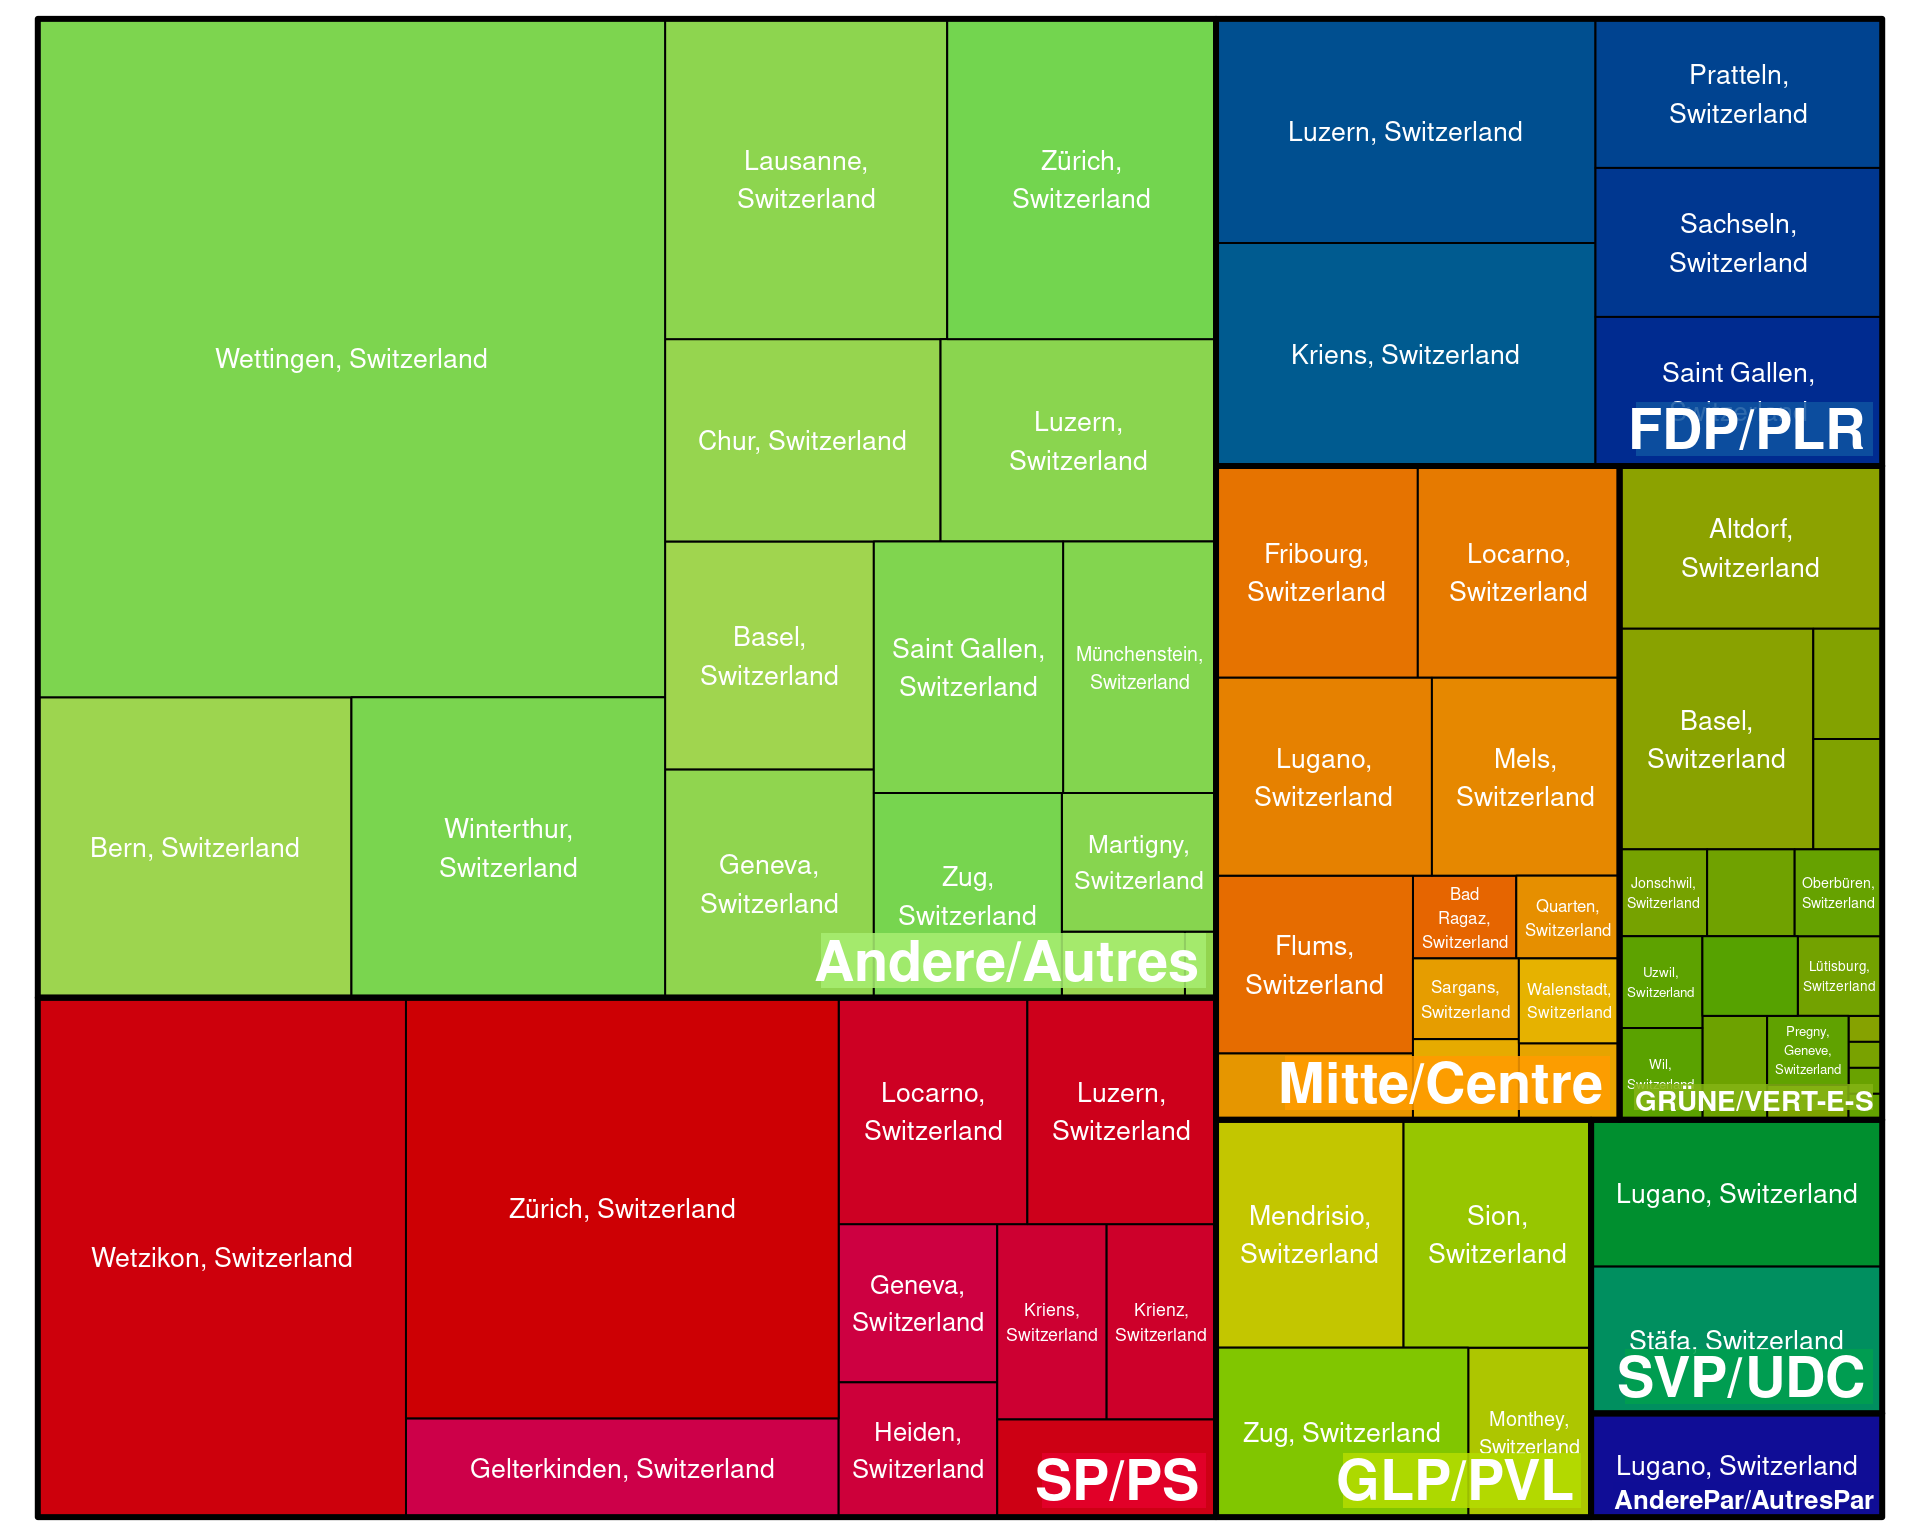 Wettingen, Switzerland
Lausanne,
Switzerland
Zürich,
Switzerland
Chur, Switzerland
Luzern,
Switzerland
Basel,
Switzerland
Saint Gallen,
Switzerland
Münchenstein,
Switzerland
Bern, Switzerland
Winterthur,
Switzerland
Geneva,
Switzerland
Zug,
Switzerland
Martigny,
Switzerland
Andere/Autres
Luzern, Switzerland
Pratteln,
Switzerland
Sachseln,
Switzerland
Kriens, Switzerland
Saint Gallen,
Switzerland
FDP/PLR
Fribourg,
Switzerland
Locarno,
Switzerland
Lugano,
Switzerland
Mels,
Switzerland
Flums,
Switzerland
Bad
Ragaz,
Switzerland
Quarten,
Switzerland
Sargans,
Switzerland
Walenstadt,
Switzerland
Mitte/Centre
Altdorf,
Switzerland
Basel,
Switzerland
Jonschwil,
Switzerland
Oberbüren,
Switzerland
Uzwil,
Switzerland
Lütisburg,
Switzerland
Wil,
Switzerland
Pregny,
Geneve,
Switzerland
GRÜNE/VERT-E-S
Wetzikon, Switzerland
Zürich, Switzerland
Locarno,
Switzerland
Luzern,
Switzerland
Geneva,
Switzerland
Kriens,
Switzerland
Krienz,
Switzerland
Gelterkinden, Switzerland
Heiden,
Switzerland
SP/PS
Mendrisio,
Switzerland
Sion,
Switzerland
Zug, Switzerland
Monthey,
Switzerland
GLP/PVL
Lugano, Switzerland
Stäfa, Switzerland
SVP/UDC
Lugano, Switzerland
AnderePar/AutresPar